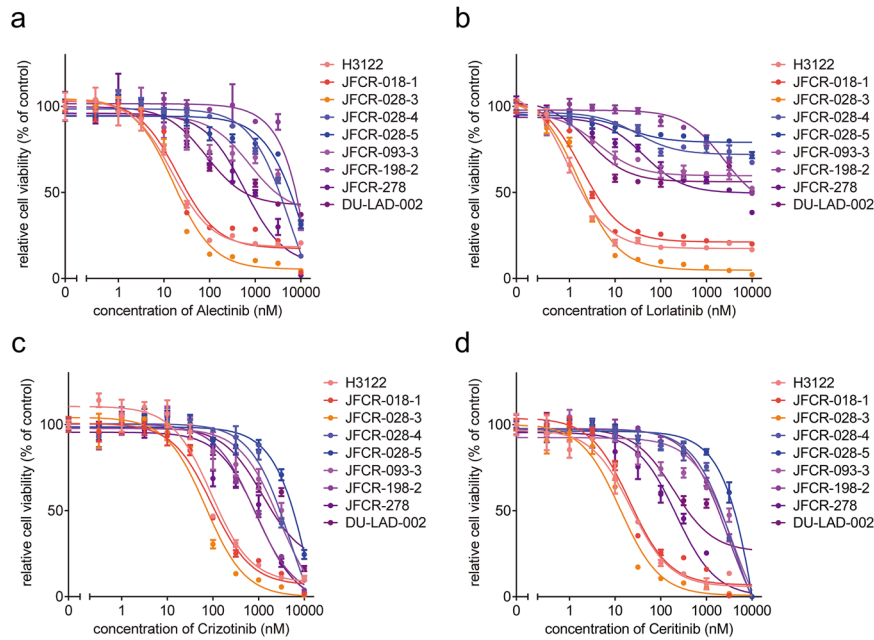 a
relative cell viability (% of control)
100
50
0
0
1
10
100
1000
10000
concentration of Alectinib (nM)
H3122
JFCR-018-1
JFCR-028-3
JFCR-028-4
JFCR-028-5
JFCR-093-3
JFCR-198-2
JFCR-278
DU-LAD-002
b
relative cell viability (% of control)
100
50
0
0
1
10
100
1000
10000
concentration of Lorlatinib (nM)
H3122
JFCR-018-1
JFCR-028-3
JFCR-028-4
JFCR-028-5
JFCR-093-3
JFCR-198-2
JFCR-278
DU-LAD-002
c
relative cell viability (% of control)
100
50
0
0
1
10
100
1000
10000
concentration of Crizotinib (nM)
H3122
JFCR-018-1
JFCR-028-3
JFCR-028-4
JFCR-028-5
JFCR-093-3
JFCR-198-2
JFCR-278
DU-LAD-002
d
relative cell viability (% of control)
100
50
0
0
1
10
100
1000
10000
concentration of Ceritinib (nM)
H3122
JFCR-018-1
JFCR-028-3
JFCR-028-4
JFCR-028-5
JFCR-093-3
JFCR-198-2
JFCR-278
DU-LAD-002